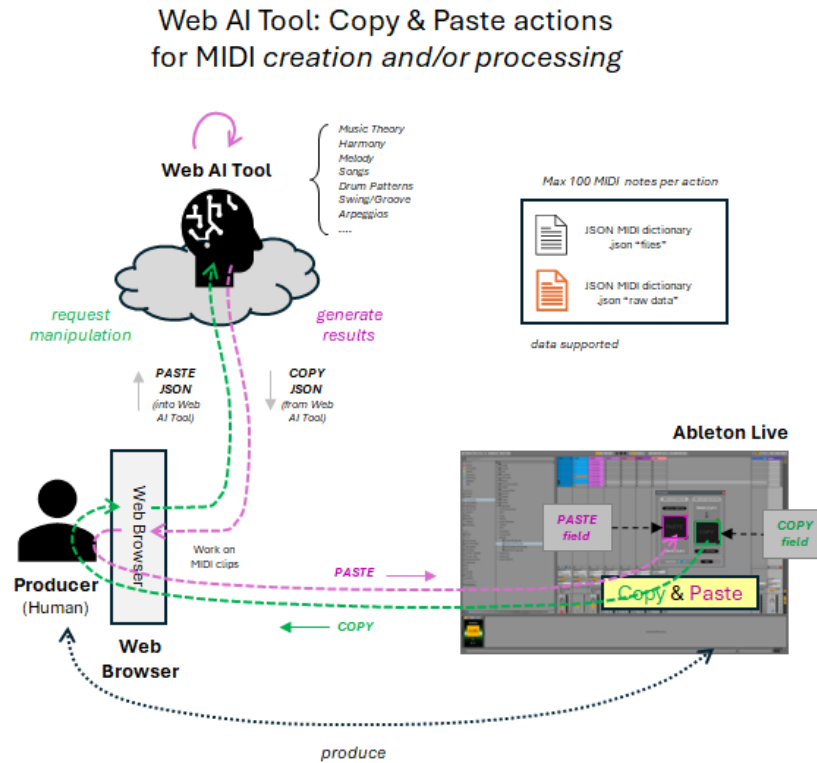 Web AI Tool: Copy & Paste actions
for MIDI creation and/or processing
Web AI Tool
Music Theory
Harmony
Melody
Songs
Drum Patterns
Swing/Groove
Arpeggios
....
Max 100 MIDI notes per action
JSON MIDI dictionary
.json “files”
JSON MIDI dictionary
.json “raw data”
data supported
request
manipulation
generate
results
PASTE
JSON
(into Web
AI Tool)
COPY
JSON
(from Web
AI Tool)
Ableton Live
Web Browser
PASTE
field
COPY
field
Work on
MIDI clips
PASTE
Producer
(Human)
Copy & Paste
COPY
Web
Browser
produce